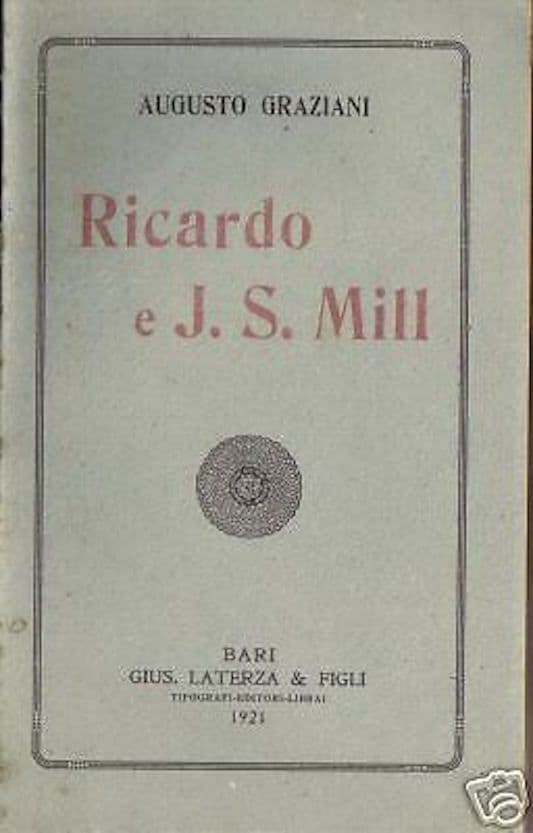 AUGUSTO GRAZIANI
Ricardo
e J. S. Mill
BARI
GIUS. LATERZA & FIGLI
TIPOGRAFI-EDITORI-LIBRAI
1921